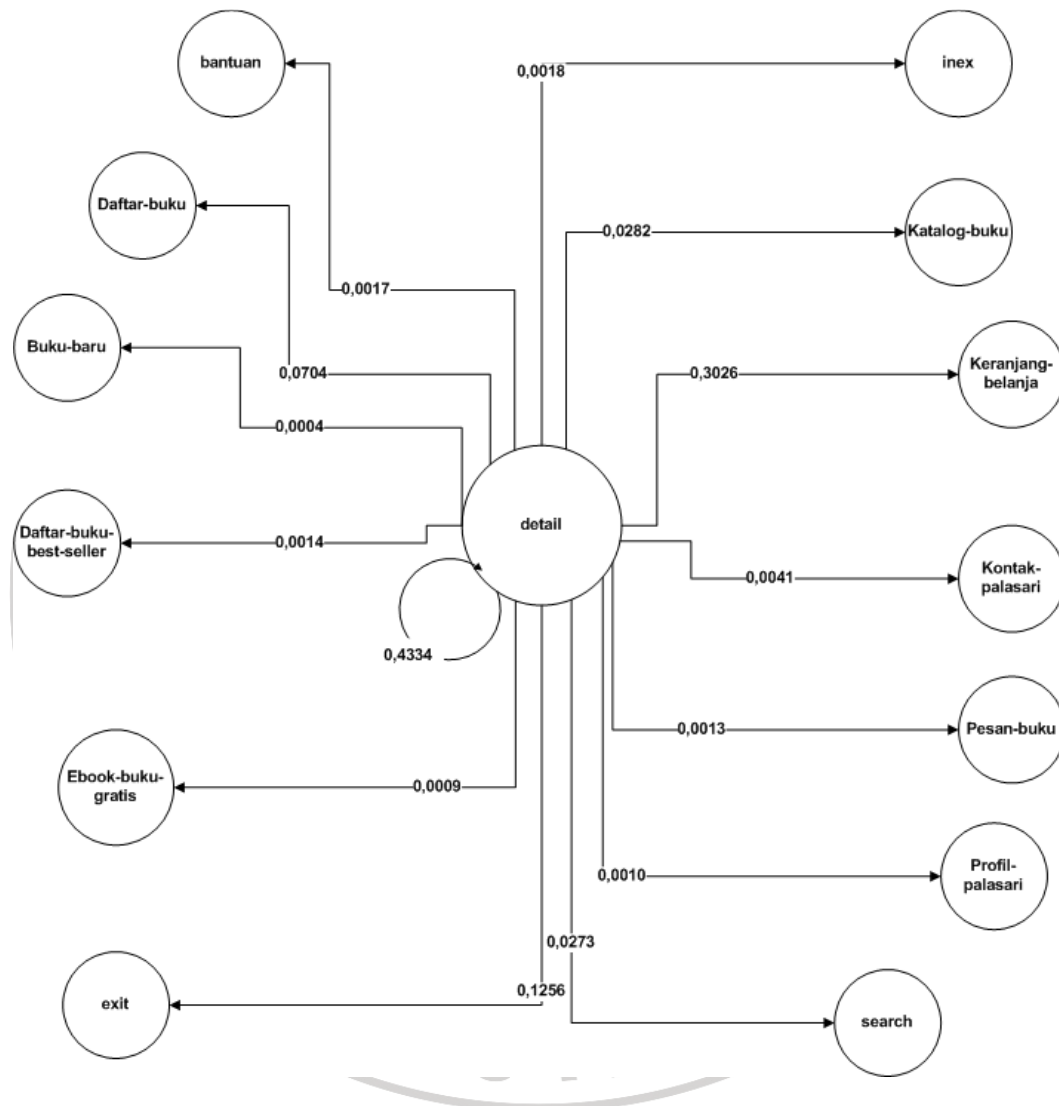 bantuan
0,0018
inex
Daftar-buku
0,0282
Katalog-buku
0,0017
Buku-baru
0,0704
0,3026
Keranjang-
belanja
0,0004
Daftar-buku-
best-seller
0,0014
detail
0,0041
Kontak-
palasari
0,4334
0,0013
Pesan-buku
Ebook-buku-
gratis
0,0009
0,0010
Profil-
palasari
0,0273
exit
0,1256
search